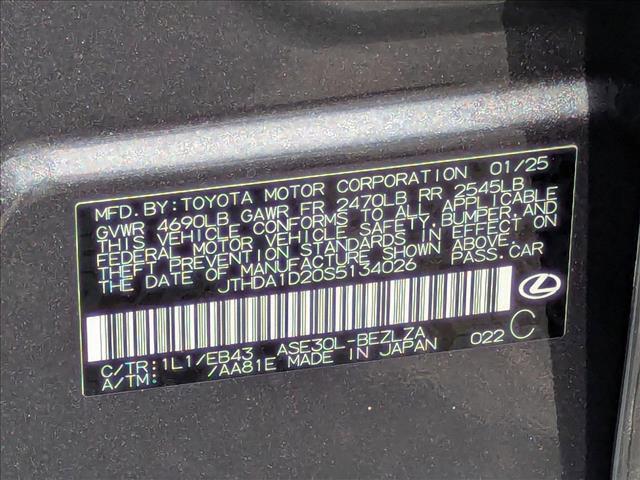 MFD.BY:TOYOTA MOTOR CORPORATION 01/25
GVWR 4690LB GAWR FR 2470LB RR 2545LB
THIS VEHICLE CONFORMS TO ALL APPLICABLE
FEDERAL MOTOR VEHICLE SAFETY,BUMPER,AND
THEFT PREVENTION STANDARDS IN EFFECT ON
THE DATE OF MANUFACTURE SHOWN ABOVE.
JTHDA1D20S5134026 PASS.CAR
C/TR:1L1/EB43 ASE30L-BEZLZA 022 C
A/TM: /AA81E MADE IN JAPAN